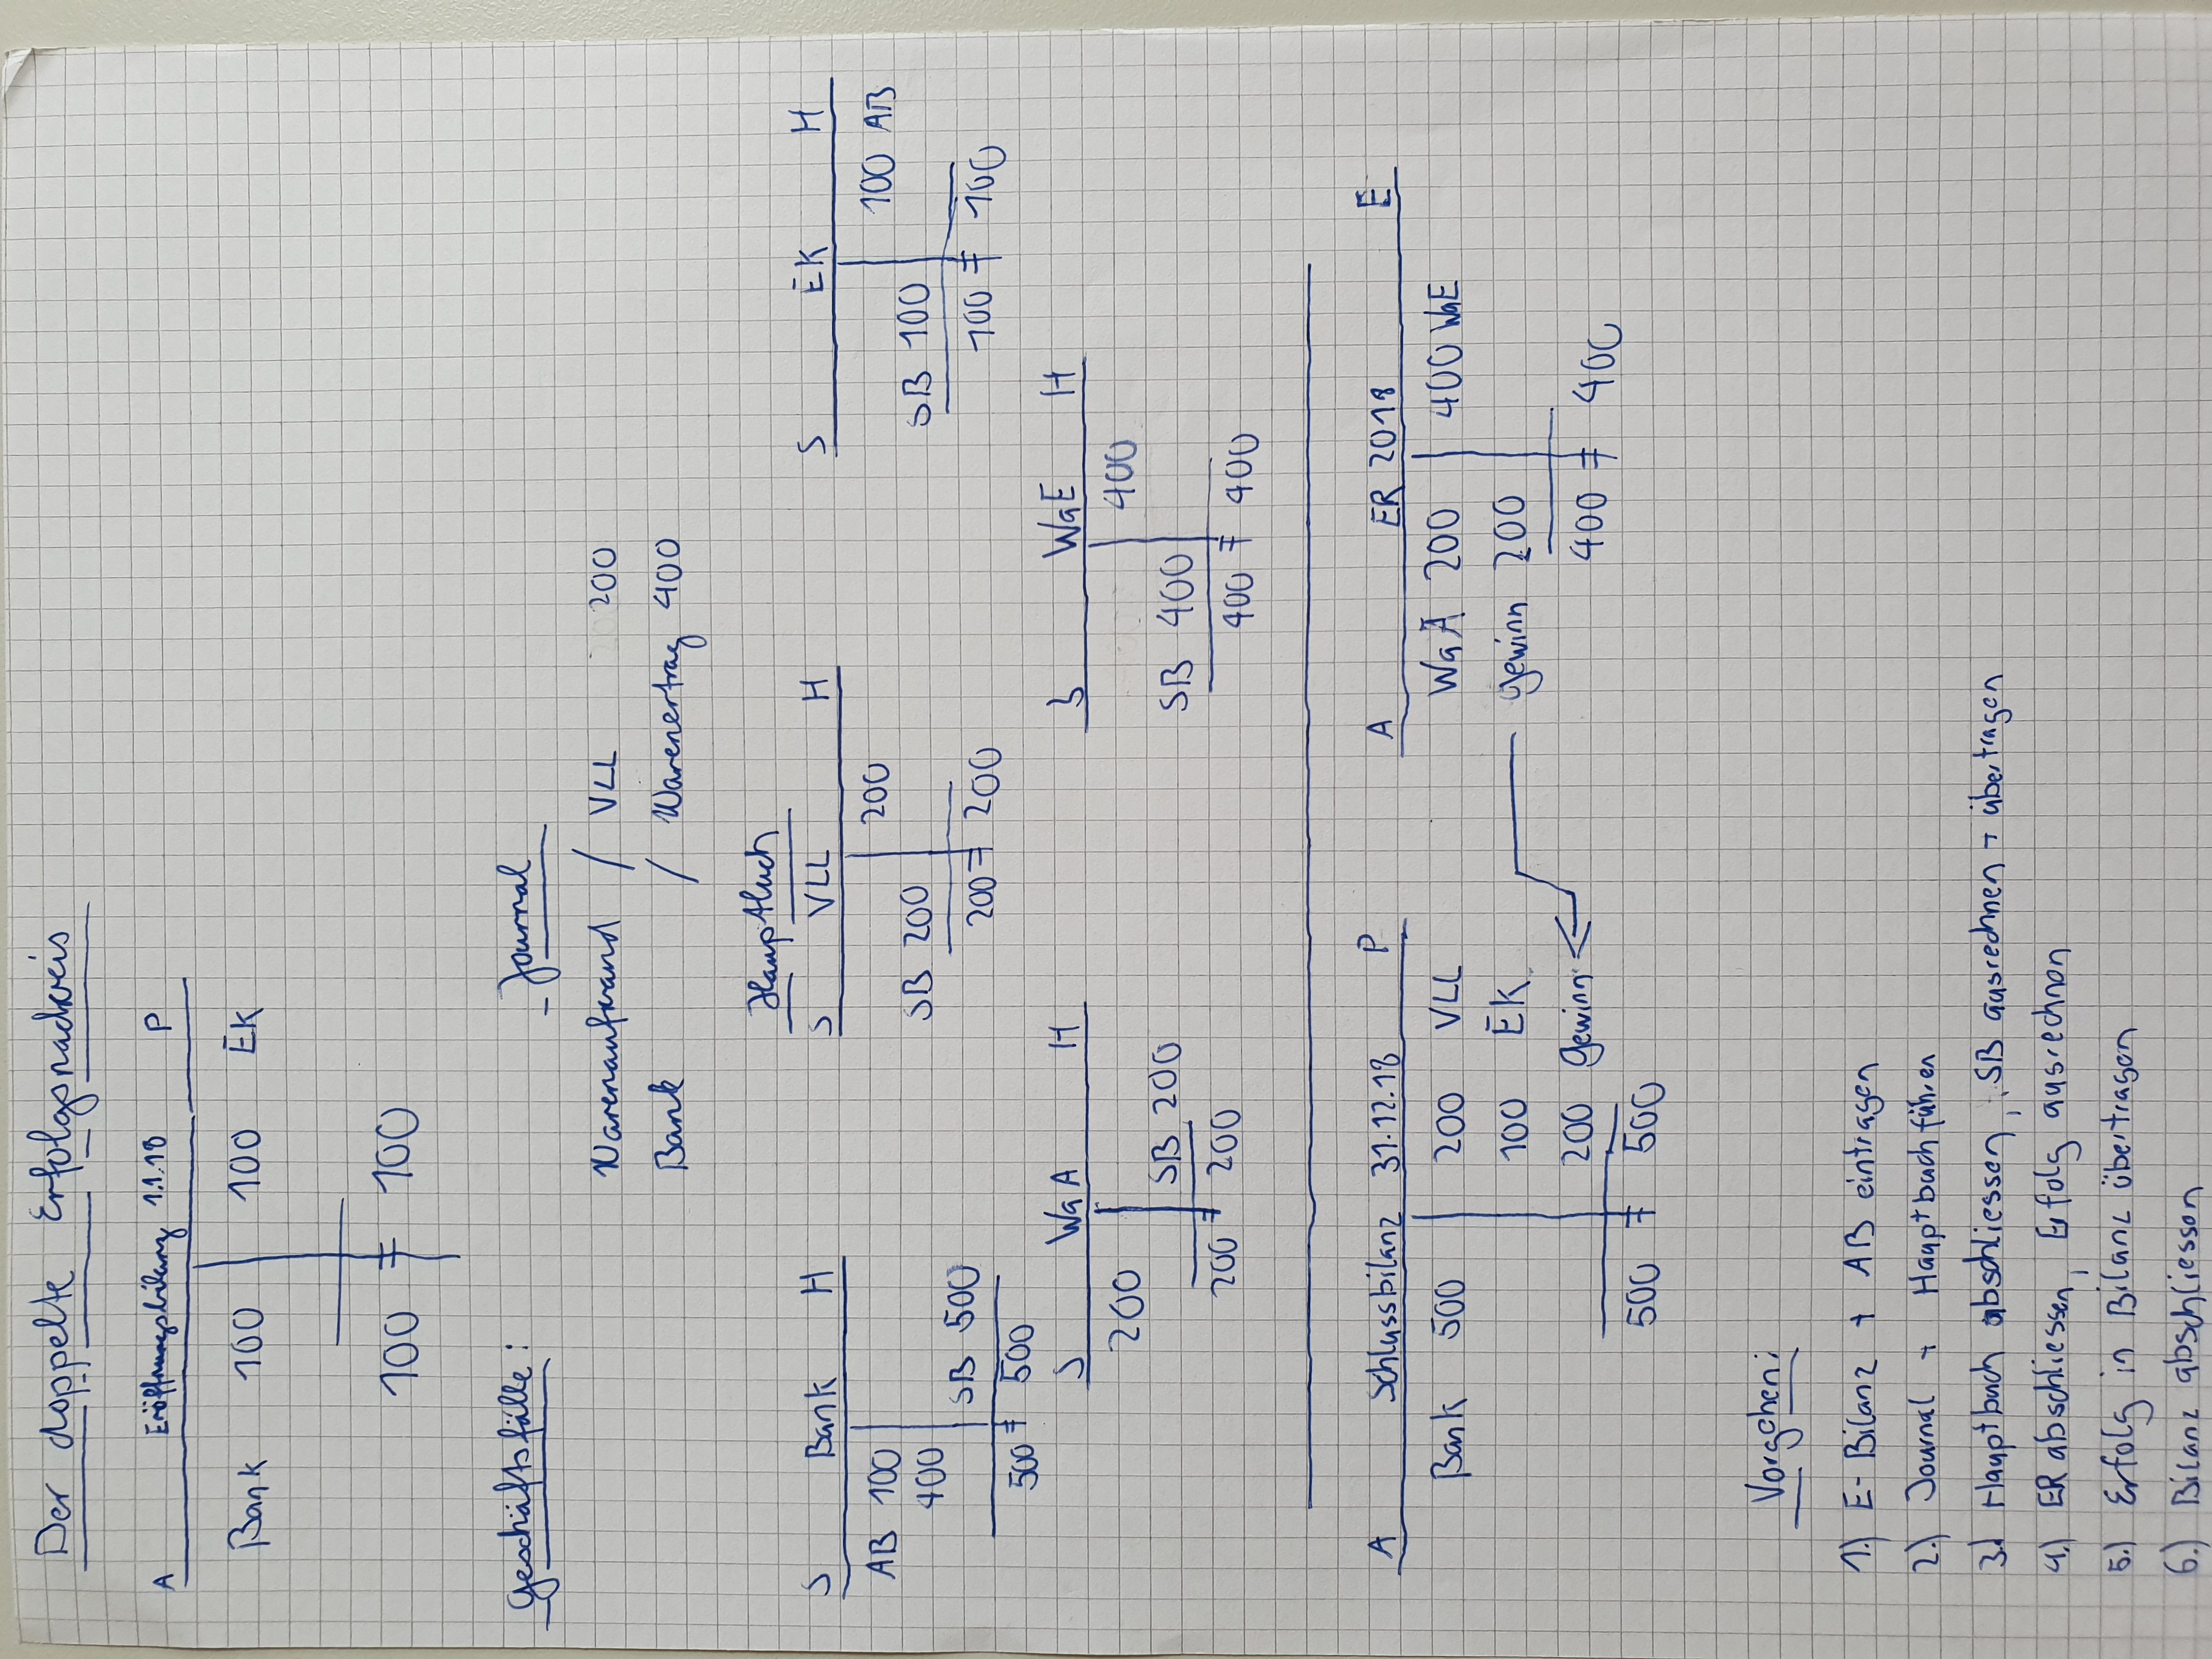 Der doppelte Erfolgsnachweis
A Eröffnungsbilanz 1.1.18 P
Bank 100 100 EK
100 = 100
Geschäftsfälle: Journal
Warenaufwand / VLL 200
Bank / Warenertrag 400
Hauptbuch
S Bank H S VLL H S EK H
AB 100 200 100 AB
400 SB 200 SB 100
SB 500 200 = 200 100 = 100
500 = 500
S WaA H S WaE H
200 400
SB 200 SB 400
200 = 200 400 = 400
A Schlussbilanz 31.12.18 P A ER 2018 E
Bank 500 200 VLL WaA 200 400 WaE
100 EK Gewinn 200
200 Gewinn 400 = 400
500 = 500
Vorgehen:
1.) E-Bilanz + AB eintragen
2.) Journal + Hauptbuch führen
3.) Hauptbuch abschliessen, SB ausrechnen + übertragen
4.) ER abschliessen, Erfolg ausrechnen
5.) Erfolg in Bilanz übertragen
6.) Bilanz abschliessen